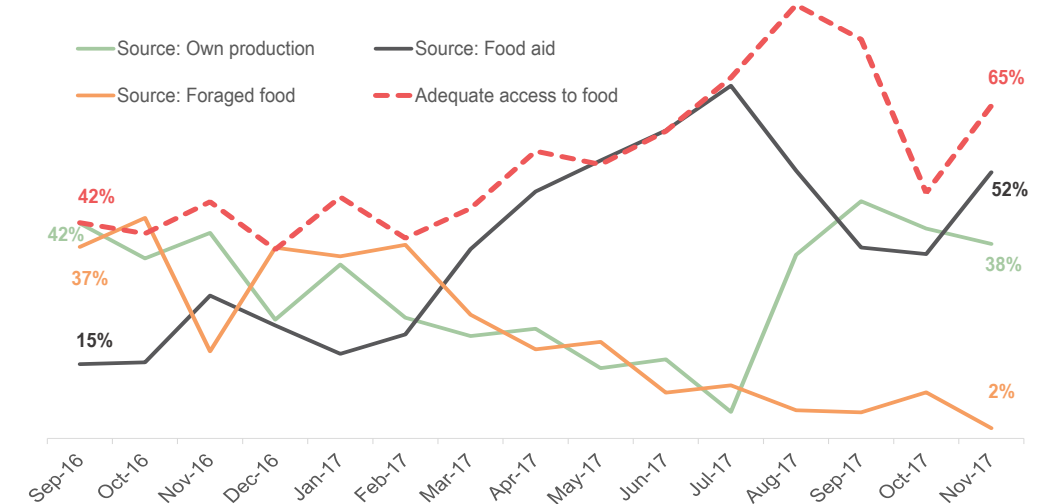 Source: Own production
Source: Food aid
Source: Foraged food
Adequate access to food
65%
42%
52%
42%
38%
37%
15%
2%
Sep-16
Oct-16
Nov-16
Dec-16
Jan-17
Feb-17
Mar-17
Apr-17
May-17
Jun-17
Jul-17
Aug-17
Sep-17
Oct-17
Nov-17